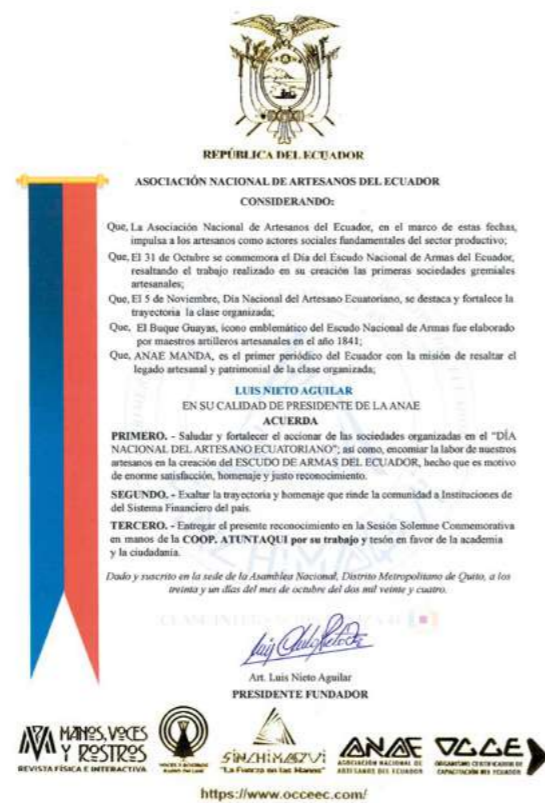 REPÚBLICA DEL ECUADOR
ASOCIACIÓN NACIONAL DE ARTESANOS DEL ECUADOR
CONSIDERANDO:
Que, La Asociación Nacional de Artesanos del Ecuador, en el marco de estas fechas,
impulsa a los artesanos como actores sociales fundamentales del sector productivo;
Que, El 31 de Octubre se conmemora el Día del Escudo Nacional de Armas del Ecuador,
resaltando el trabajo realizado en su creación las primeras sociedades gremiales
artesanales;
Que, El 5 de Noviembre, Día Nacional del Artesano Ecuatoriano, se destaca y fortalece la
trayectoria la clase organizada;
Que, El Buque Guayas, ícono emblemático del Escudo Nacional de Armas fue elaborado
por maestros artilleros artesanales en el año 1841;
Que, ANAE MANDA, es el primer periódico del Ecuador con la misión de resaltar el
legado artesanal y patrimonial de la clase organizada;
LUIS NIETO AGUILAR
EN SU CALIDAD DE PRESIDENTE DE LA ANAE
ACUERDA
PRIMERO. - Saludar y fortalecer el accionar de las sociedades organizadas en el "DÍA
NACIONAL DEL ARTESANO ECUATORIANO"; así como, encomiar la labor de nuestros
artesanos en la creación del ESCUDO DE ARMAS DEL ECUADOR, hecho que es motivo
de enorme satisfacción, homenaje y justo reconocimiento.
SEGUNDO. - Exaltar la trayectoria y homenaje que rinde la comunidad a Instituciones de
del Sistema Financiero del país.
TERCERO. - Entregar el presente reconocimiento en la Sesión Solemne Conmemorativa
en manos de la COOP. ATUNTAQUI por su trabajo y tesón en favor de la academia
y la ciudadanía.
Dado y suscrito en la sede de la Asamblea Nacional, Distrito Metropolitano de Quito, a los
treinta y un días del mes de octubre del dos mil veinte y cuatro.
Art. Luis Nieto Aguilar
PRESIDENTE FUNDADOR
MANOS, VOCES
Y ROSTROS
REVISTA FÍSICA E INTERACTIVA
VOCES Y ROSTROS
SINCHIMAQUI
"La Fuerza en las Manos"
ANAE
ASOCIACIÓN NACIONAL DE
ARTESANOS DEL ECUADOR
OCCE
ORGANISMO CERTIFICADOR DE
CAPACITACIÓN DEL ECUADOR
https://www.occeec.com/